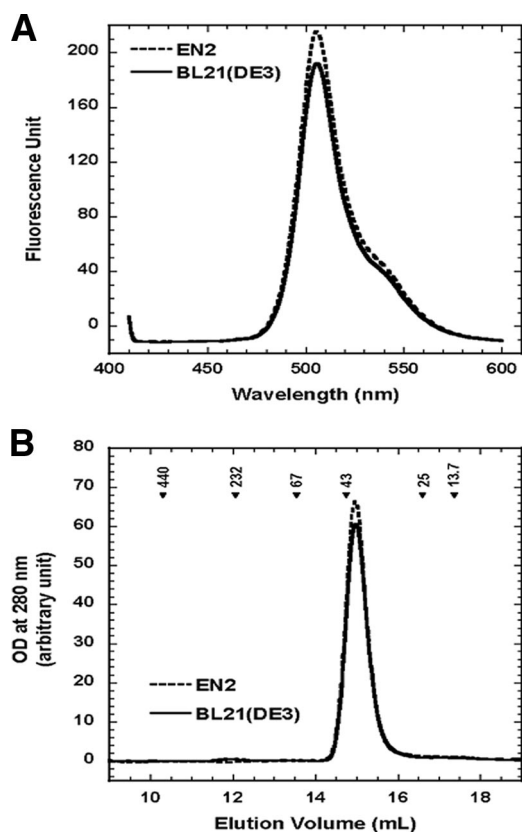 A
EN2
BL21(DE3)
Fluorescence Unit
200
160
120
80
40
0
400 450 500 550 600
Wavelength (nm)
B
OD at 280 nm
(arbitrary unit)
80
70
60
50
40
30
20
10
0
440 232 67 43 25 13.7
EN2
BL21(DE3)
10 12 14 16 18
Elution Volume (mL)